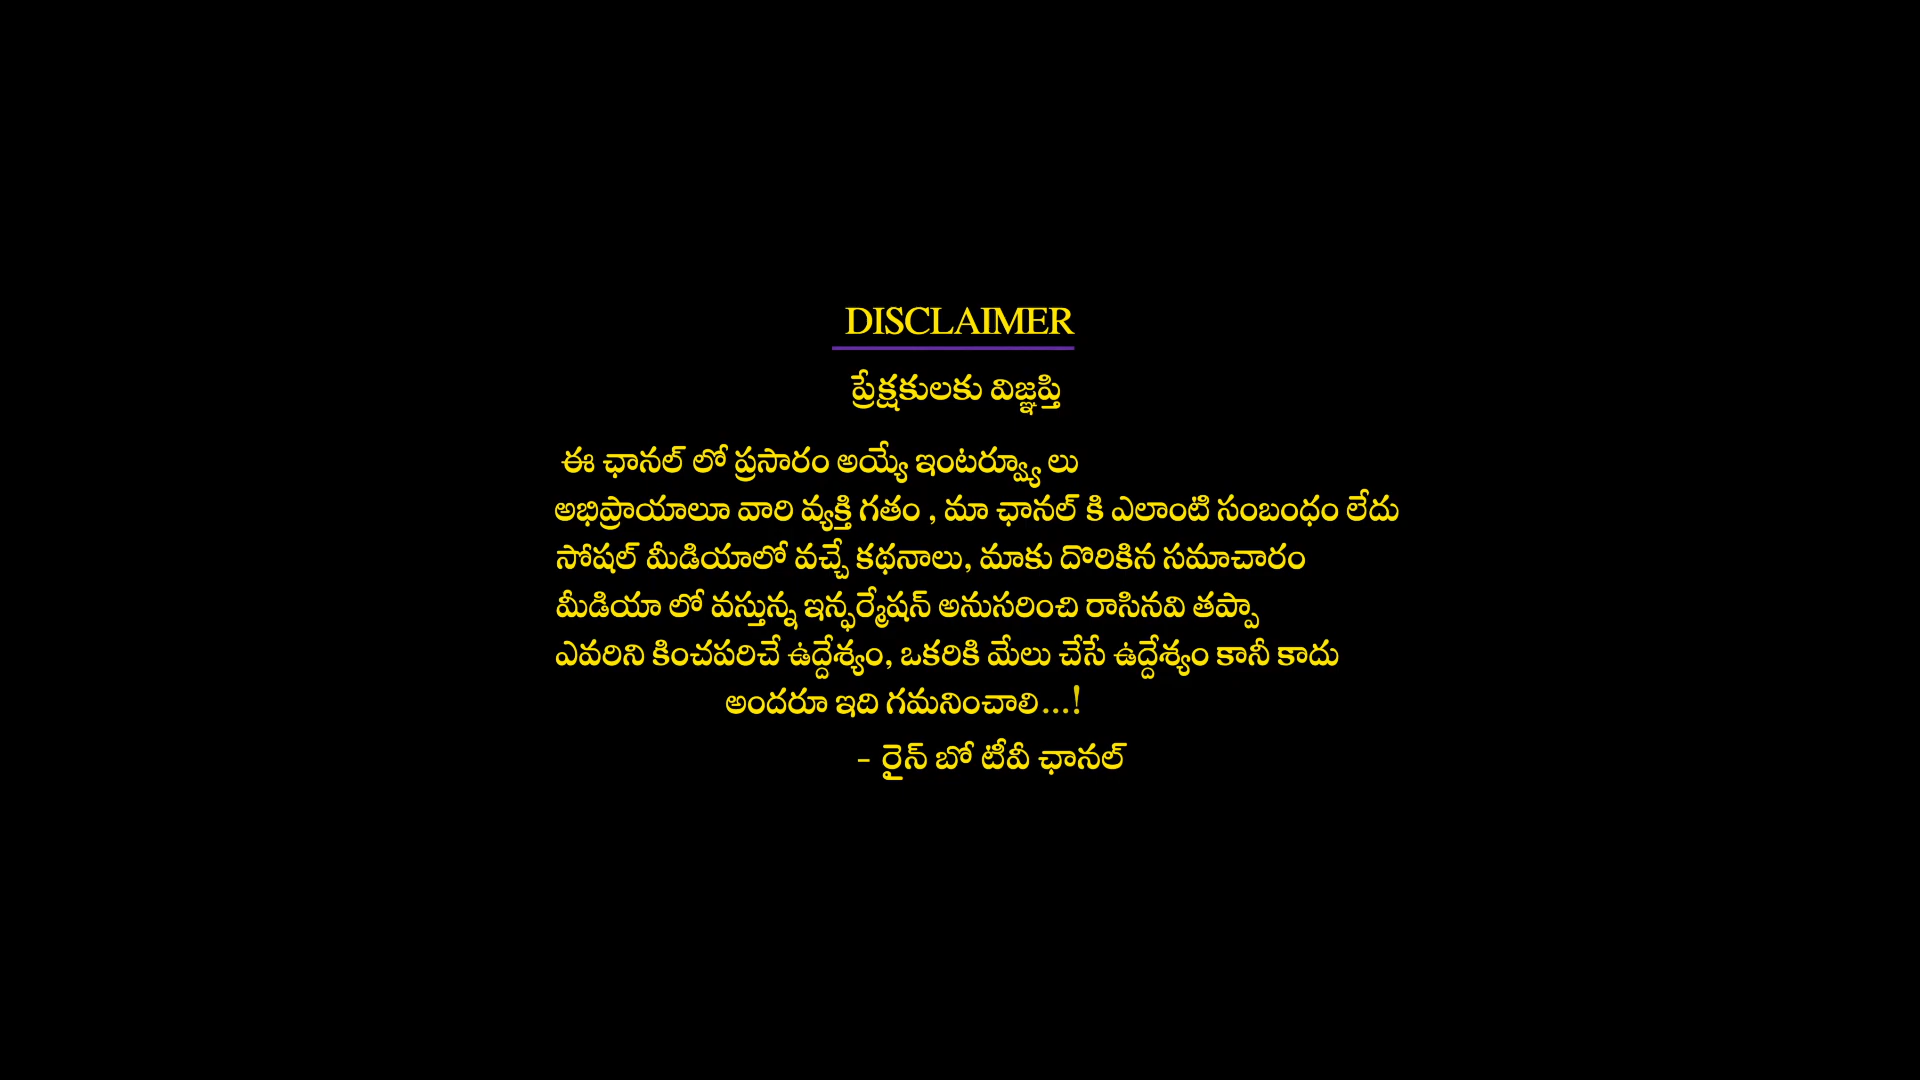 DISCLAIMER
ప్రేక్షకులకు విజ్ఞప్తి
ఈ ఛానల్ లో ప్రసారం అయ్యే ఇంటర్వ్యూ లు
అభిప్రాయాలూ వారి వ్యక్తి గతం , మా ఛానల్ కి ఎలాంటి సంబంధం లేదు
సోషల్ మీడియాలో వచ్చే కథనాలు, మాకు దొరికిన సమాచారం
మీడియా లో వస్తున్న ఇన్ఫర్మేషన్ అనుసరించి రాసినవి తప్పా
ఎవరిని కించపరిచే ఉద్దేశ్యం, ఒకరికి మేలు చేసే ఉద్దేశ్యం కానీ కాదు
అందరూ ఇది గమనించాలి...!
- రైన్ బో టీవీ ఛానల్